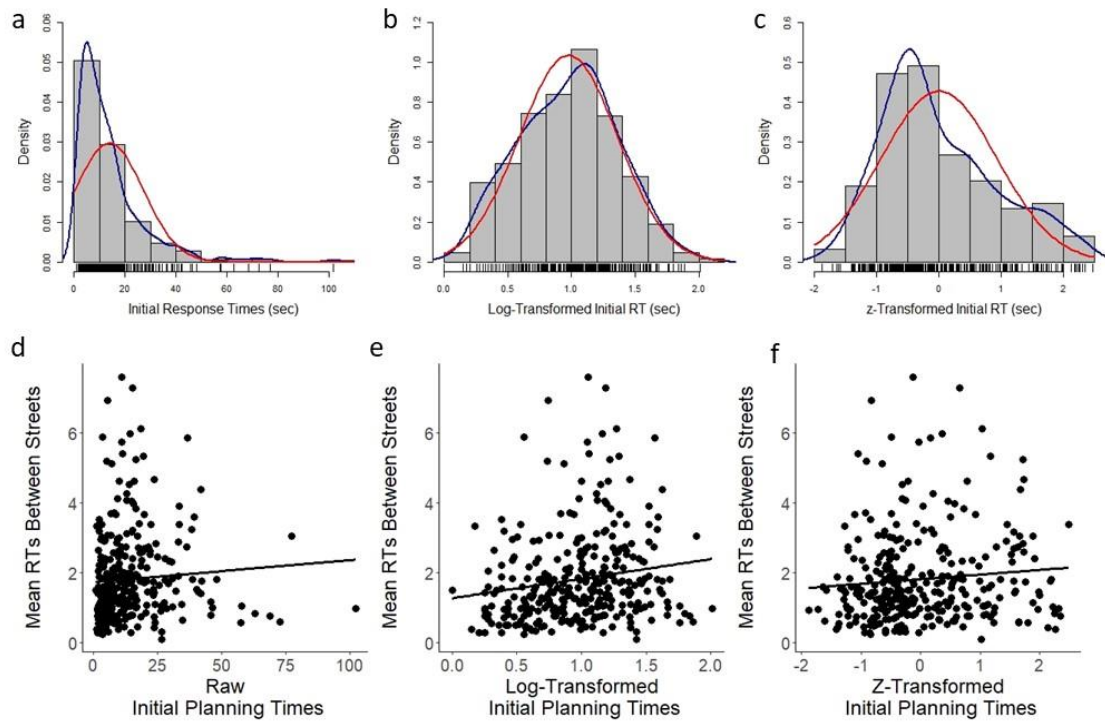 a
0.06
0.05
0.04
0.03
0.02
0.01
0.00
Density
0 20 40 60 80 100
Initial Response Times (sec)
b
1.2
1.0
0.8
0.6
0.4
0.2
0.0
Density
0.0 0.5 1.0 1.5 2.0
Log-Transformed Initial RT (sec)
c
0.6
0.5
0.4
0.3
0.2
0.1
0.0
Density
-2 -1 0 1 2
z-Transformed Initial RT (sec)
d
Mean RTs Between Streets
6
4
2
0
0 25 50 75 100
Raw
Initial Planning Times
e
Mean RTs Between Streets
6
4
2
0
0.0 0.5 1.0 1.5 2.0
Log-Transformed
Initial Planning Times
f
Mean RTs Between Streets
6
4
2
0
-2 -1 0 1 2
Z-Transformed
Initial Planning Times